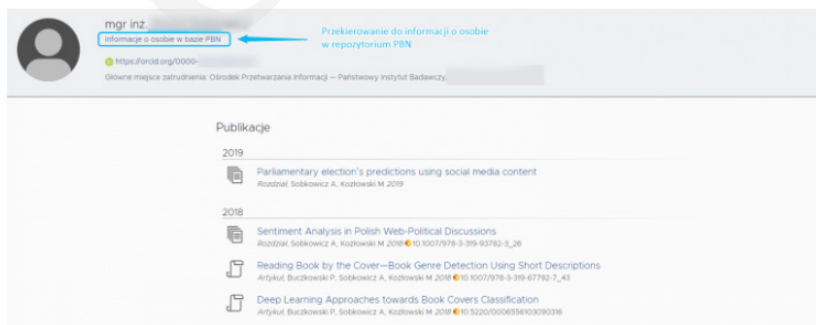 mgr inż.
Informacje o osobie w bazie PBN
Przekierowanie do informacji o osobie
w repozytorium PBN
https://orcid.org/0000-
Główne miejsce zatrudnienia: Ośrodek Przetwarzania Informacji — Państwowy Instytut Badawczy,
Publikacje
2019
Parliamentary election's predictions using social media content
Rozdział, Sobkowicz A, Kozłowski M 2019
2018
Sentiment Analysis in Polish Web-Political Discussions
Rozdział, Sobkowicz A, Kozłowski M 2018 10.1007/978-3-319-93782-3_26
Reading Book by the Cover—Book Genre Detection Using Short Descriptions
Artykuł, Buczkowski P, Sobkowicz A, Kozłowski M 2018 10.1007/978-3-319-67792-7_43
Deep Learning Approaches towards Book Covers Classification
Artykuł, Buczkowski P, Sobkowicz A, Kozłowski M 2018 10.5220/0006556103090316